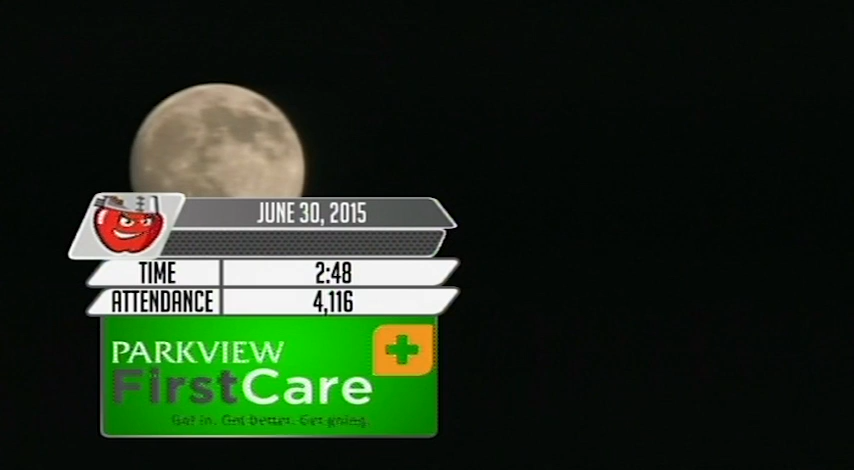 JUNE 30, 2015
TIME 2:48
ATTENDANCE 4,116
PARKVIEW
FirstCare
Get in. Get better. Get going.